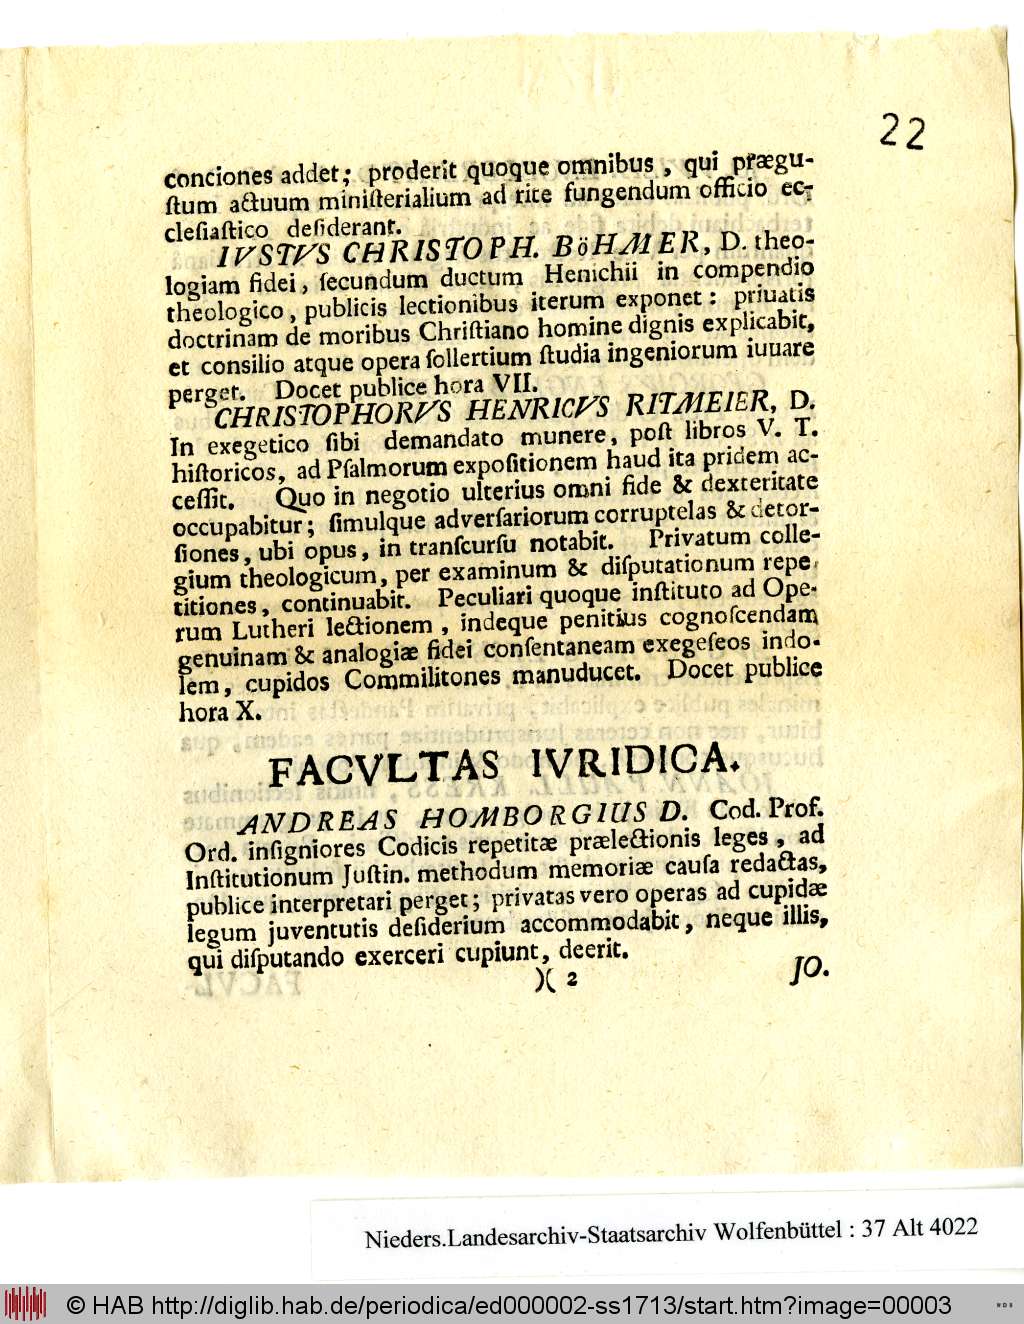 22
conciones addet; proderit quoque omnibus, qui prægu-
ſtum actuum miniſterialium ad rite fungendum officio ec-
cleſiaſtico deſiderant.
IVSTVS CHRISTOPH. BöHMER, D. theo-
logiam fidei, ſecundum ductum Henichii in compendio
theologico, publicis lectionibus iterum exponet: priuatis
doctrinam de moribus Chriſtiano homine dignis explicabit,
et conſilio atque opera ſollertium ſtudia ingeniorum iuuare
perget. Docet publice hora VII.
CHRISTOPHORVS HENRICVS RITMEIER, D.
In exegetico ſibi demandato munere, poſt libros V. T.
hiſtoricos, ad Pſalmorum expoſitionem haud ita pridem ac-
ceſſit. Quo in negotio ulterius omni fide & dexteritate
occupabitur; ſimulque adverſariorum corruptelas & detor-
ſiones, ubi opus, in tranſcurſu notabit. Privatum colle-
gium theologicum, per examinum & diſputationum repe-
titiones, continuabit. Peculiari quoque inſtituto ad Ope-
rum Lutheri lectionem, indeque penitius cognoſcendam
genuinam & analogiæ fidei conſentaneam exegeſeos indo-
lem, cupidos Commilitones manuducet. Docet publice
hora X.
FACVLTAS IVRIDICA.
ANDREAS HOMBORGIUS D. Cod. Prof.
Ord. inſigniores Codicis repetitæ prælectionis leges, ad
Inſtitutionum Juſtin. methodum memoriæ cauſa redactas,
publice interpretari perget; privatas vero operas ad cupidæ
legum juventutis deſiderium accommodabit, neque illis,
qui diſputando exerceri cupiunt, deerit.
)( 2 JO.
Nieders.Landesarchiv-Staatsarchiv Wolfenbüttel : 37 Alt 4022
© HAB http://diglib.hab.de/periodica/ed000002-ss1713/start.htm?image=00003